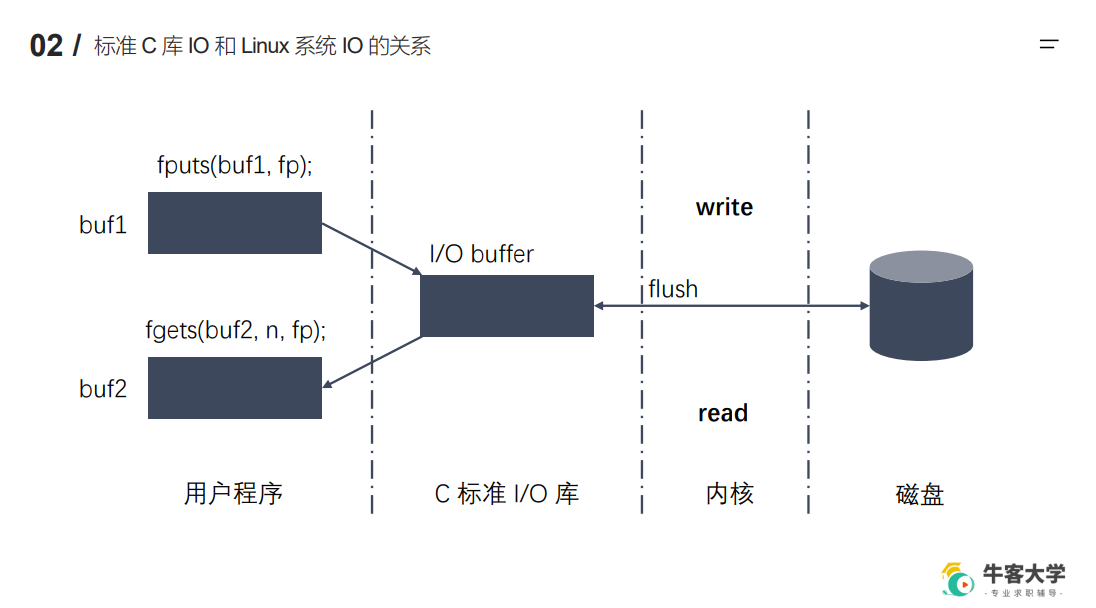 02 / 标准 C 库 IO 和 Linux 系统 IO 的关系
fputs(buf1, fp);
buf1
I/O buffer
write
flush
fgets(buf2, n, fp);
buf2
read
用户程序
C 标准 I/O 库
内核
磁盘
牛客大学
-专业求职辅导-